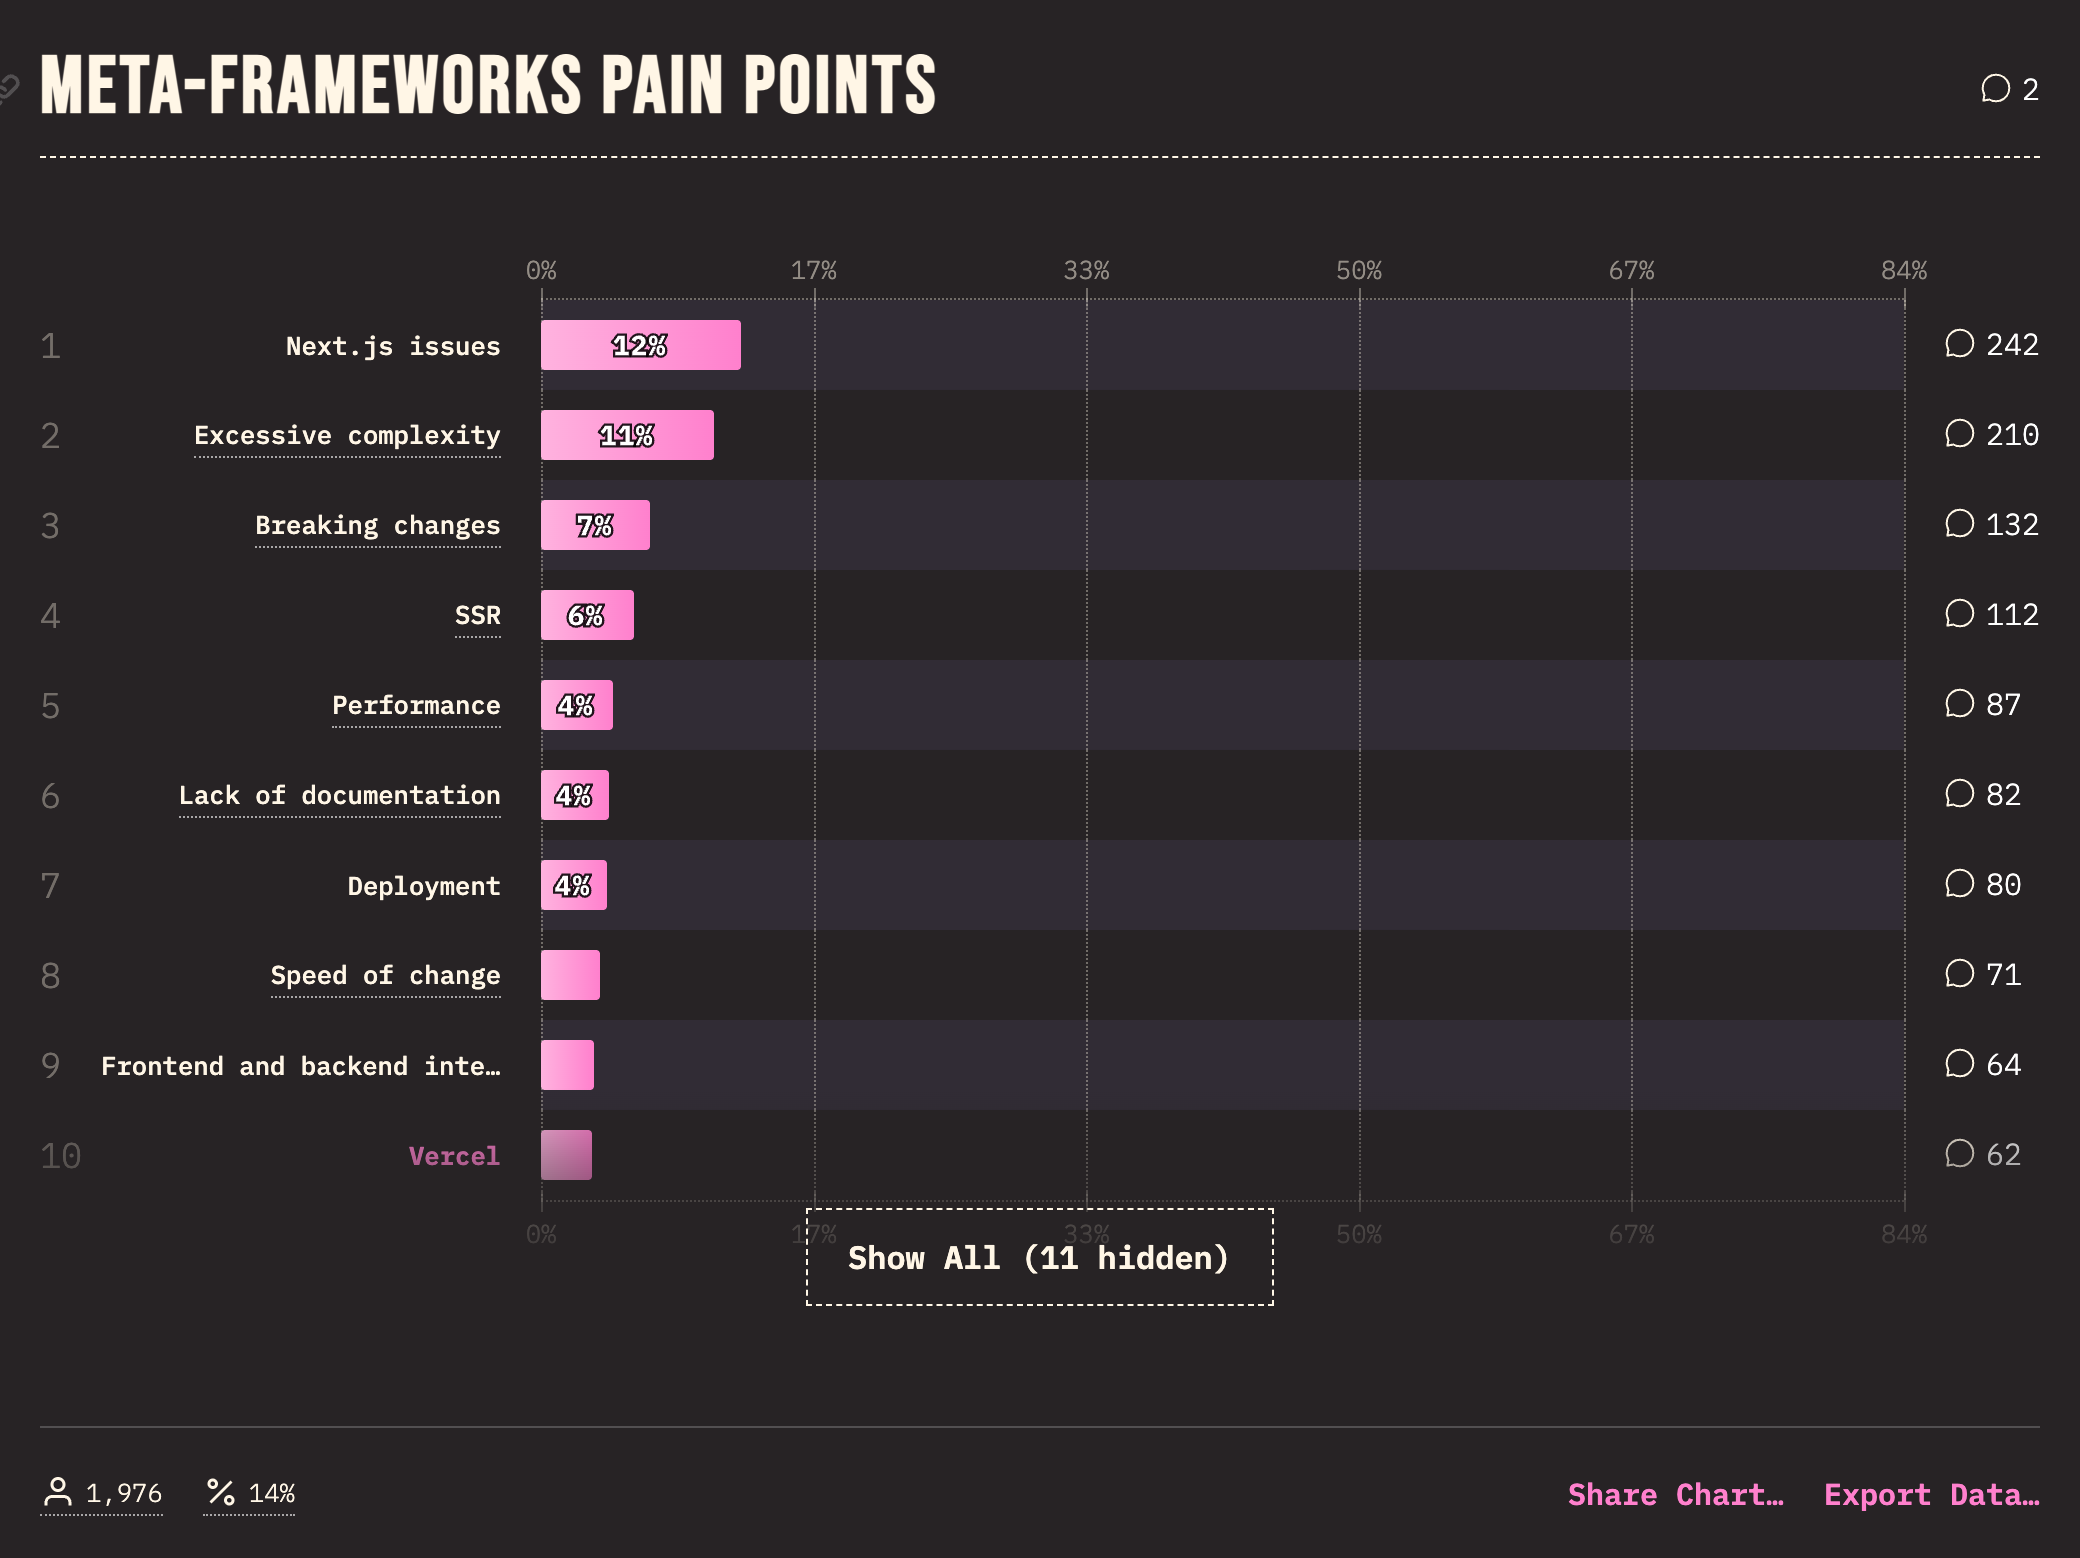 META-FRAMEWORKS PAIN POINTS
2
0% 17% 33% 50% 67% 84%
1 Next.js issues 12% 242
2 Excessive complexity 11% 210
3 Breaking changes 7% 132
4 SSR 6% 112
5 Performance 4% 87
6 Lack of documentation 4% 82
7 Deployment 4% 80
8 Speed of change 71
9 Frontend and backend inte… 64
10 Vercel 62
0% 17% 33% 50% 67% 84%
Show All (11 hidden)
1,976 14% Share Chart… Export Data…